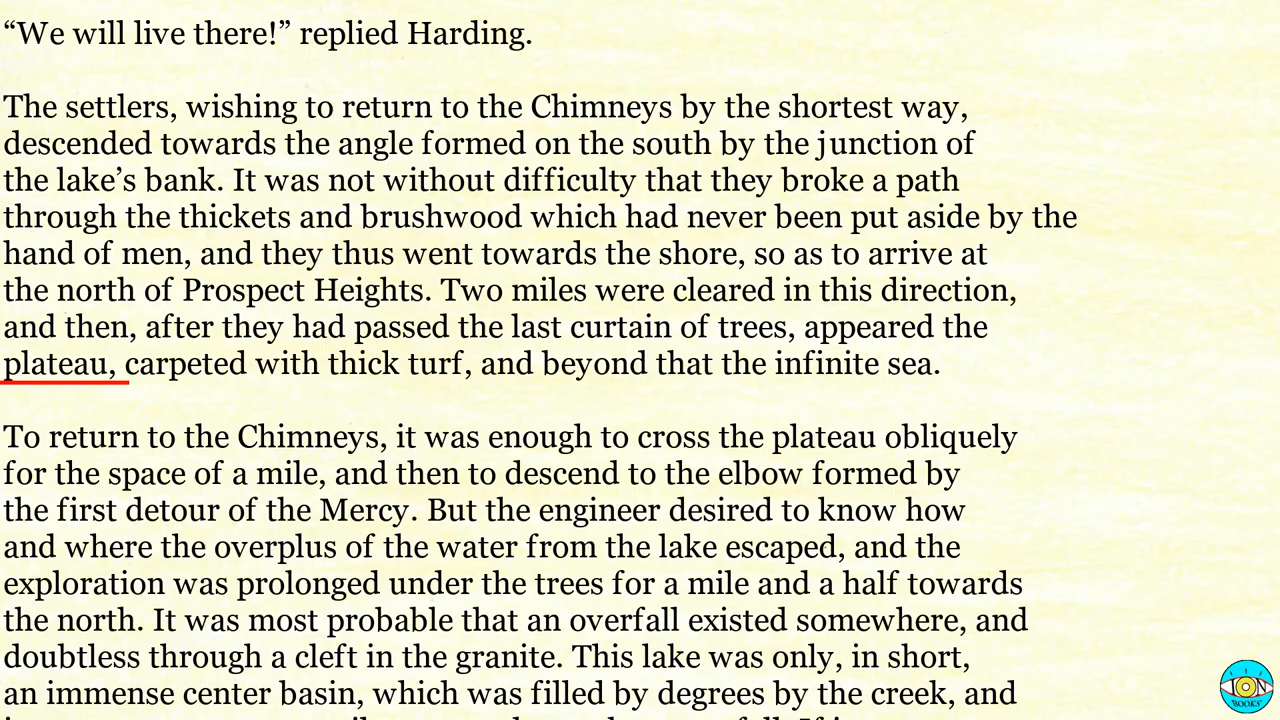 “We will live there!” replied Harding.
The settlers, wishing to return to the Chimneys by the shortest way,
descended towards the angle formed on the south by the junction of
the lake’s bank. It was not without difficulty that they broke a path
through the thickets and brushwood which had never been put aside by the
hand of men, and they thus went towards the shore, so as to arrive at
the north of Prospect Heights. Two miles were cleared in this direction,
and then, after they had passed the last curtain of trees, appeared the
plateau, carpeted with thick turf, and beyond that the infinite sea.
To return to the Chimneys, it was enough to cross the plateau obliquely
for the space of a mile, and then to descend to the elbow formed by
the first detour of the Mercy. But the engineer desired to know how
and where the overplus of the water from the lake escaped, and the
exploration was prolonged under the trees for a mile and a half towards
the north. It was most probable that an overfall existed somewhere, and
doubtless through a cleft in the granite. This lake was only, in short,
an immense center basin, which was filled by degrees by the creek, and
ION
BOOKS